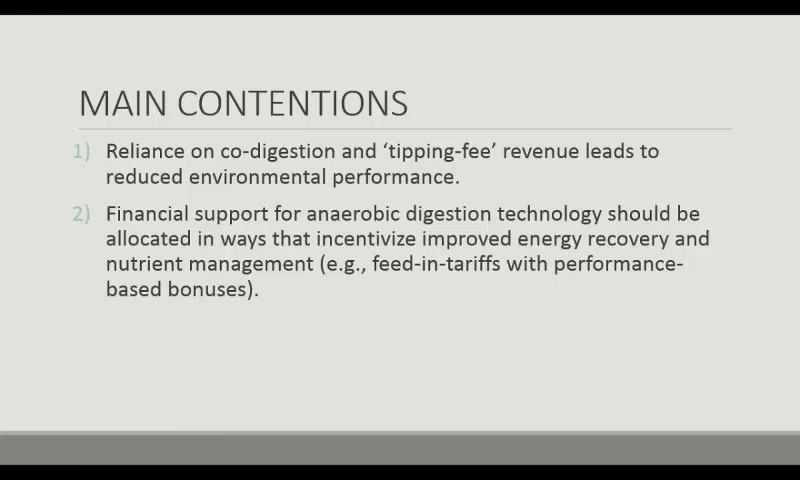 MAIN CONTENTIONS
1) Reliance on co-digestion and ‘tipping-fee’ revenue leads to
reduced environmental performance.
2) Financial support for anaerobic digestion technology should be
allocated in ways that incentivize improved energy recovery and
nutrient management (e.g., feed-in-tariffs with performance-
based bonuses).